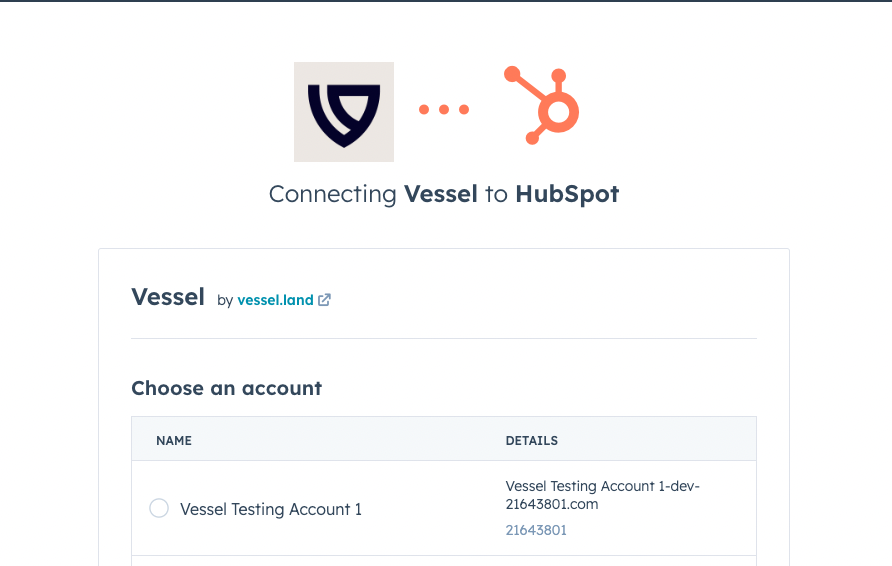 Connecting Vessel to HubSpot
Vessel by vessel.land
Choose an account
NAME DETAILS
Vessel Testing Account 1
Vessel Testing Account 1-dev-
21643801.com
21643801